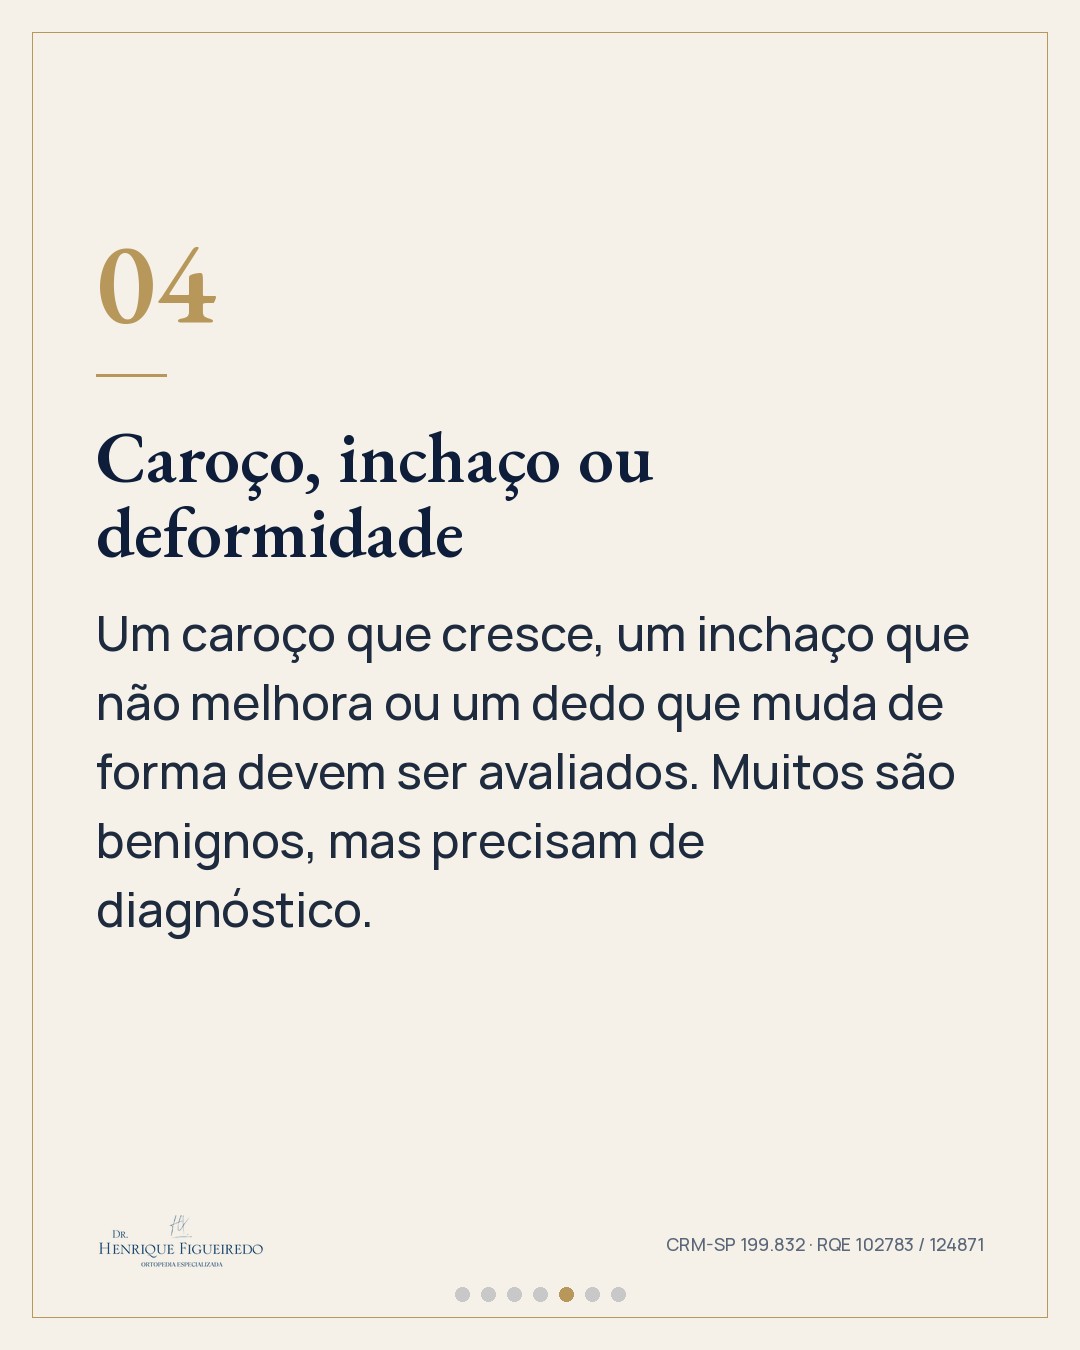 04
Caroço, inchaço ou
deformidade
Um caroço que cresce, um inchaço que
não melhora ou um dedo que muda de
forma devem ser avaliados. Muitos são
benignos, mas precisam de
diagnóstico.
DR.
HENRIQUE FIGUEIREDO
ORTOPEDIA ESPECIALIZADA
CRM-SP 199.832 · RQE 102783 / 124871